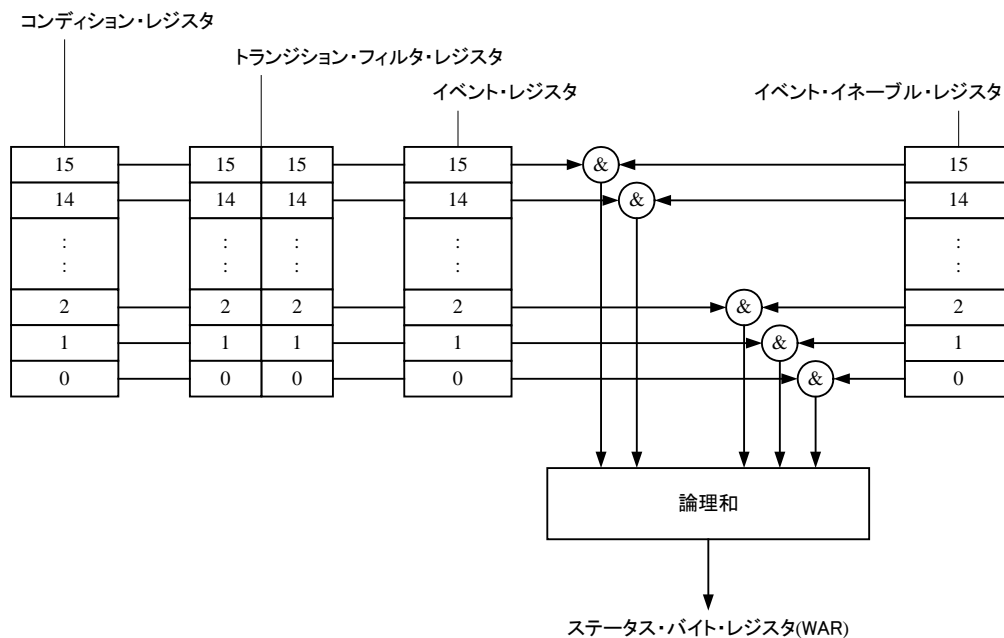 コンディション・レジスタ
トランジション・フィルタ・レジスタ
イベント・レジスタ
イベント・イネーブル・レジスタ
15 15 15 15 & 15
14 14 14 14 & 14
: : : : :
: : : : :
2 2 2 2 & 2
1 1 1 1 & 1
0 0 0 0 & 0
論理和
ステータス・バイト・レジスタ(WAR)